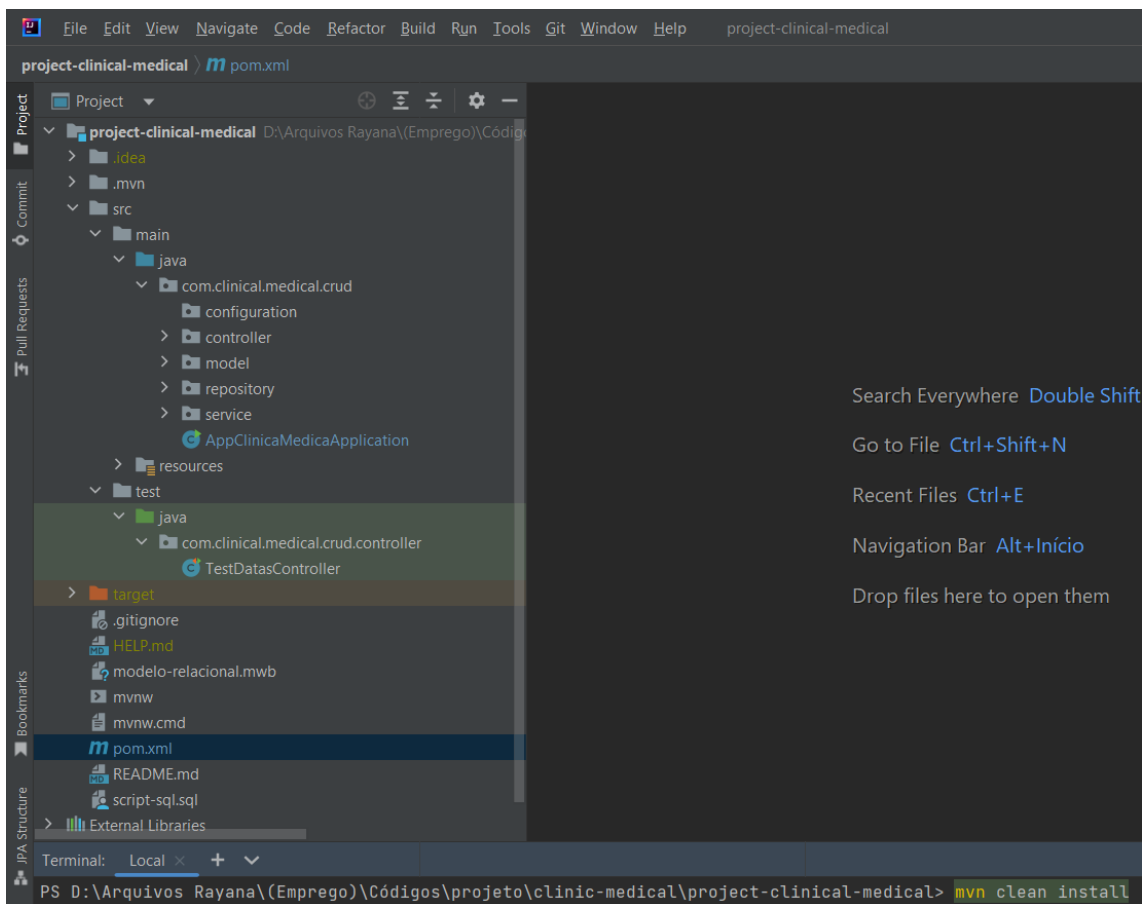 File Edit View Navigate Code Refactor Build Run Tools Git Window Help project-clinical-medical
project-clinical-medical m pom.xml
Project
Project
project-clinical-medical D:\Arquivos Rayana\(Emprego)\Códig
.idea
.mvn
Commit
src
main
java
Pull Requests
com.clinical.medical.crud
configuration
controller
model
repository
service
AppClinicaMedicaApplication
resources
test
java
com.clinical.medical.crud.controller
TestDatasController
target
.gitignore
HELP.md
modelo-relacional.mwb
mvnw
mvnw.cmd
m pom.xml
README.md
script-sql.sql
External Libraries
Search Everywhere Double Shift
Go to File Ctrl+Shift+N
Recent Files Ctrl+E
Navigation Bar Alt+Início
Drop files here to open them
Bookmarks
JPA Structure
Terminal: Local × + 
PS D:\Arquivos Rayana\(Emprego)\Códigos\projeto\clinic-medical\project-clinical-medical> mvn clean install